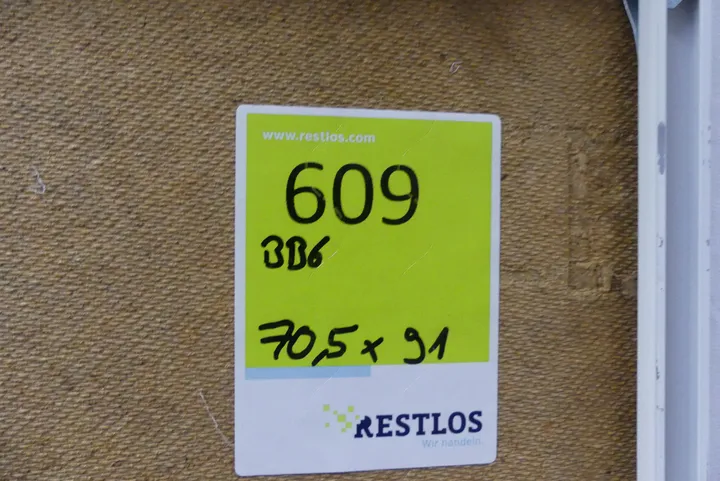 www.restlos.com
609
BB6
70,5 x 91
RESTLOS
Wir handeln.